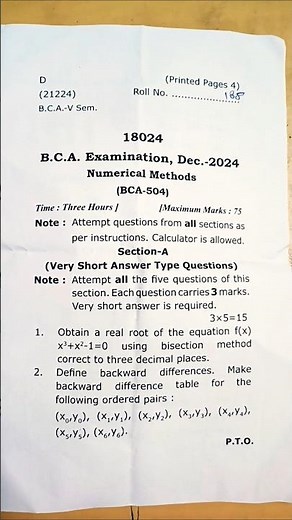 D
(Printed Pages 4)
(21224)
Roll No. ......................
B.C.A.-V Sem.
18024
B.C.A. Examination, Dec.-2024
Numerical Methods
(BCA-504)
Time : Three Hours ]
[Maximum Marks : 75
Note : Attempt questions from all sections as
per instructions. Calculator is allowed.
Section-A
(Very Short Answer Type Questions)
Note : Attempt all the five questions of this
section. Each question carries 3 marks.
Very short answer is required.
3×5=15
1. Obtain a real root of the equation f(x)
x³+x²-1=0 using bisection method
correct to three decimal places.
2. Define backward differences. Make
backward difference table for the
following ordered pairs :
(x₀,y₀), (x₁,y₁), (x₂,y₂), (x₃,y₃), (x₄,y₄),
(x₅,y₅), (x₆,y₆).
P.T.O.